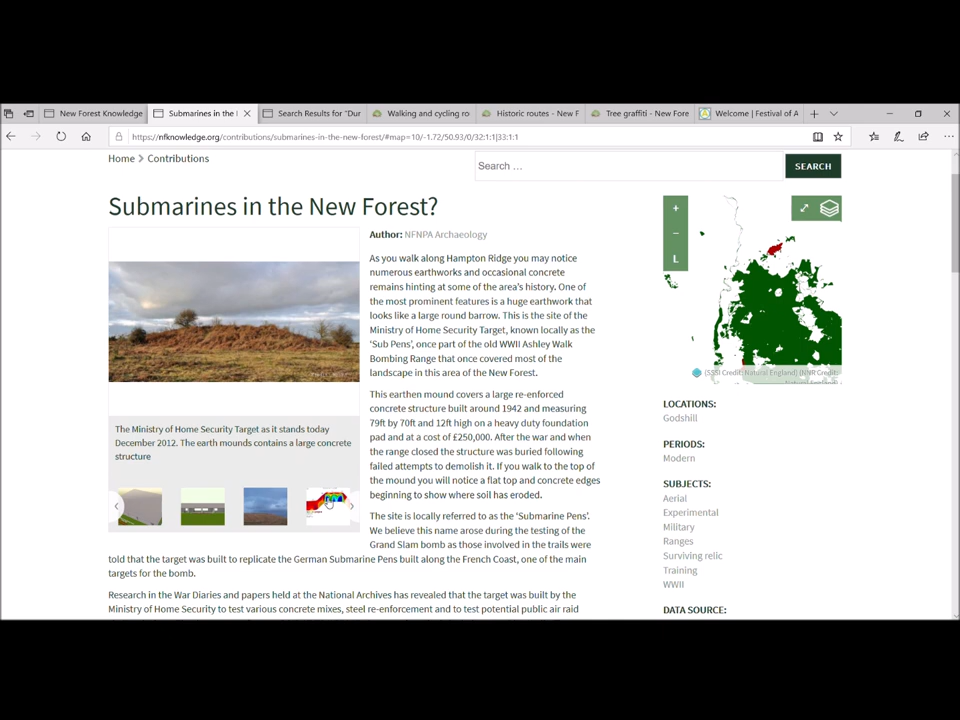 New Forest Knowledge
Submarines in the
Search Results for "Dur
Walking and cycling ro
Historic routes - New F
Tree graffiti - New Fore
Welcome | Festival of A
https://nfknowledge.org/contributions/submarines-in-the-new-forest/#map=10/-1.72/50.93/0/32:1:1|33:1:1
Home > Contributions
Search …
SEARCH
Submarines in the New Forest?
Author: NFNPA Archaeology
As you walk along Hampton Ridge you may notice
numerous earthworks and occasional concrete
remains hinting at some of the area's history. One of
the most prominent features is a huge earthwork that
looks like a large round barrow. This is the site of the
Ministry of Home Security Target, known locally as the
'Sub Pens', once part of the old WWII Ashley Walk
Bombing Range that once covered most of the
landscape in this area of the New Forest.
This earthen mound covers a large re-enforced
concrete structure built around 1942 and measuring
79ft by 70ft and 12ft high on a heavy duty foundation
pad and at a cost of £250,000. After the war and when
the range closed the structure was buried following
failed attempts to demolish it. If you walk to the top of
the mound you will notice a flat top and concrete edges
beginning to show where soil has eroded.
The site is locally referred to as the 'Submarine Pens'.
We believe this name arose during the testing of the
Grand Slam bomb as those involved in the trails were
told that the target was built to replicate the German Submarine Pens built along the French Coast, one of the main
targets for the bomb.
Research in the War Diaries and papers held at the National Archives has revealed that the target was built by the
Ministry of Home Security to test various concrete mixes, steel re-enforcement and to test potential public air raid
The Ministry of Home Security Target as it stands today
December 2012. The earth mounds contains a large concrete
structure
+
−
L
(SSSI Credit: Natural England) (NNR Credit:
Natural England)
LOCATIONS:
Godshill
PERIODS:
Modern
SUBJECTS:
Aerial
Experimental
Military
Ranges
Surviving relic
Training
WWII
DATA SOURCE: